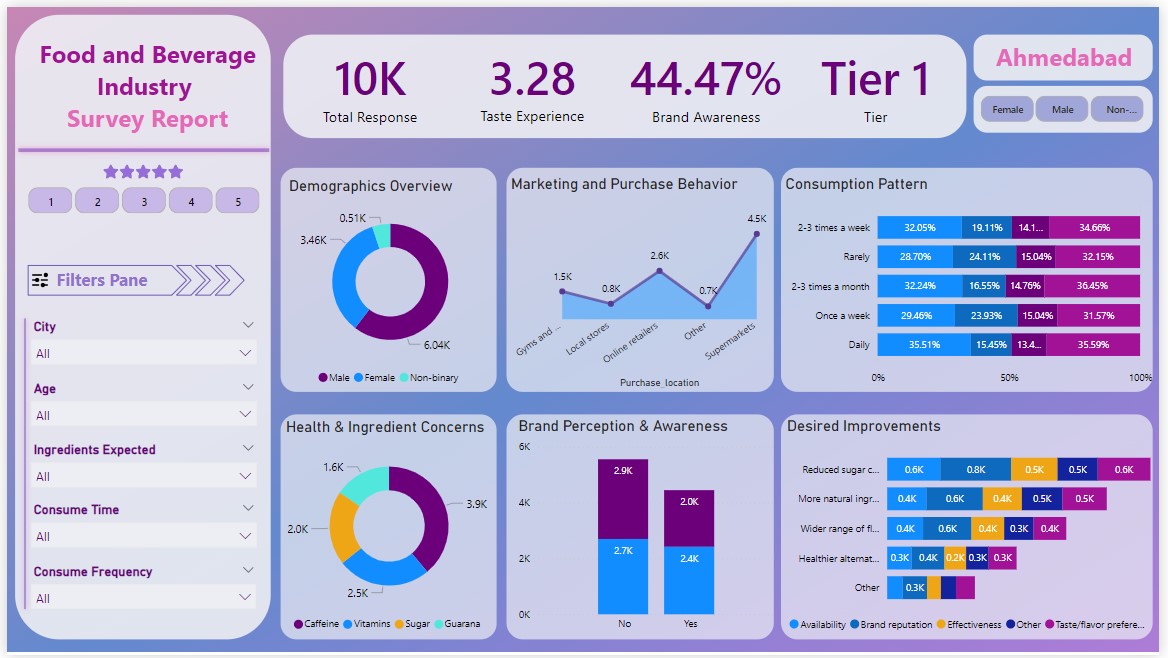 Food and Beverage
Industry
Survey Report
1 2 3 4 5
Filters Pane
City
All
Age
All
Ingredients Expected
All
Consume Time
All
Consume Frequency
All
10K
Total Response
3.28
Taste Experience
44.47%
Brand Awareness
Tier 1
Tier
Ahmedabad
Female Male Non-...
Demographics Overview
0.51K
3.46K
6.04K
Male Female Non-binary
Marketing and Purchase Behavior
1.5K
0.8K
2.6K
0.7K
4.5K
Gyms and ...
Local stores
Online retailers
Other
Supermarkets
Purchase_location
Consumption Pattern
2-3 times a week 32.05% 19.11% 14.1... 34.66%
Rarely 28.70% 24.11% 15.04% 32.15%
2-3 times a month 32.24% 16.55% 14.76% 36.45%
Once a week 29.46% 23.93% 15.04% 31.57%
Daily 35.51% 15.45% 13.4... 35.59%
0% 50% 100%
Health & Ingredient Concerns
1.6K
3.9K
2.0K
2.5K
Caffeine Vitamins Sugar Guarana
Brand Perception & Awareness
6K
4K
2K
0K
2.9K
2.7K
2.0K
2.4K
No Yes
Desired Improvements
Reduced sugar c... 0.6K 0.8K 0.5K 0.5K 0.6K
More natural ingr... 0.4K 0.6K 0.4K 0.5K 0.5K
Wider range of fl... 0.4K 0.6K 0.4K 0.3K 0.4K
Healthier alternat... 0.3K 0.4K 0.2K 0.3K 0.3K
Other 0.3K
Availability Brand reputation Effectiveness Other Taste/flavor prefere...